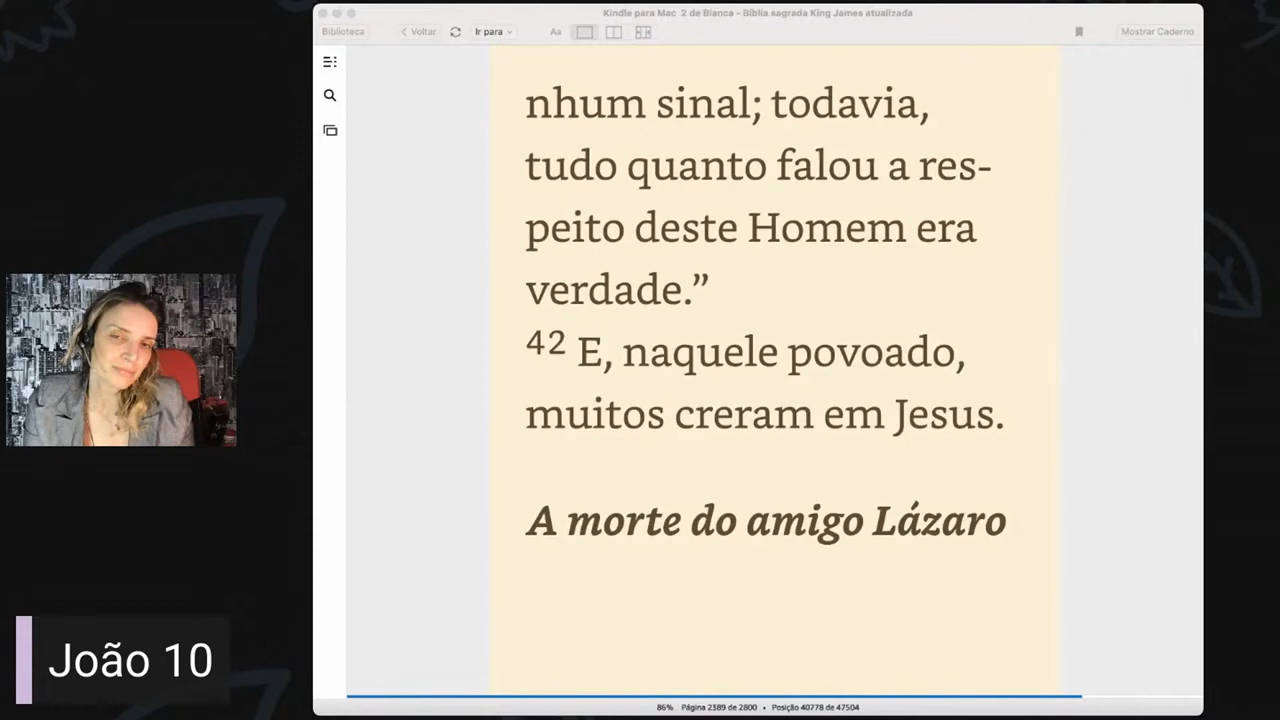 Kindle para Mac 2 de Bianca - Bíblia sagrada King James atualizada
Biblioteca
Voltar
Ir para
Aa
Mostrar Caderno
nhum sinal; todavia,
tudo quanto falou a res-
peito deste Homem era
verdade.”
42 E, naquele povoado,
muitos creram em Jesus.
A morte do amigo Lázaro
João 10
86% Página 2389 de 2800 • Posição 40778 de 47504